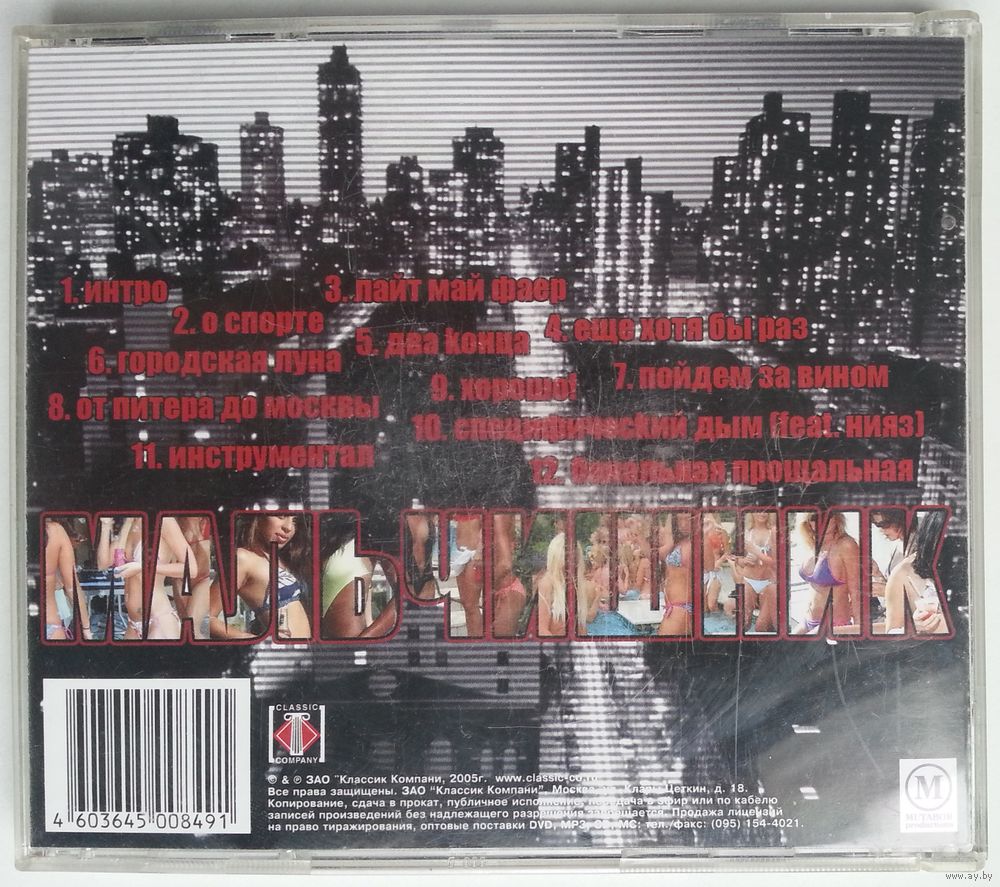 1. интро
3. лайт май фаер
2. о спорте
4. еще хотя бы раз
5. два конца
6. городская луна
7. пойдем за вином
9. хорошо!
8. от питера до москвы
10. специфический дым (feat. нияз)
11. инструментал
12. банальная прощальная
МАЛЬЧИШНИК
CLASSIC
COMPANY
© & ℗ ЗАО "Классик Компани, 2005г. www.classic-co.ru
Все права защищены. ЗАО "Классик Компани", Москва, ул. Клары Цеткин, д. 18.
Копирование, сдача в прокат, публичное исполнение, передача в эфир или по кабелю
записей произведений без надлежащего разрешения запрещается. Продажа лицензий
на право тиражирования, оптовые поставки DVD, MP3, CD, MC: тел./факс: (095) 154-4021.
4 603645 008491
M
www.ay.by